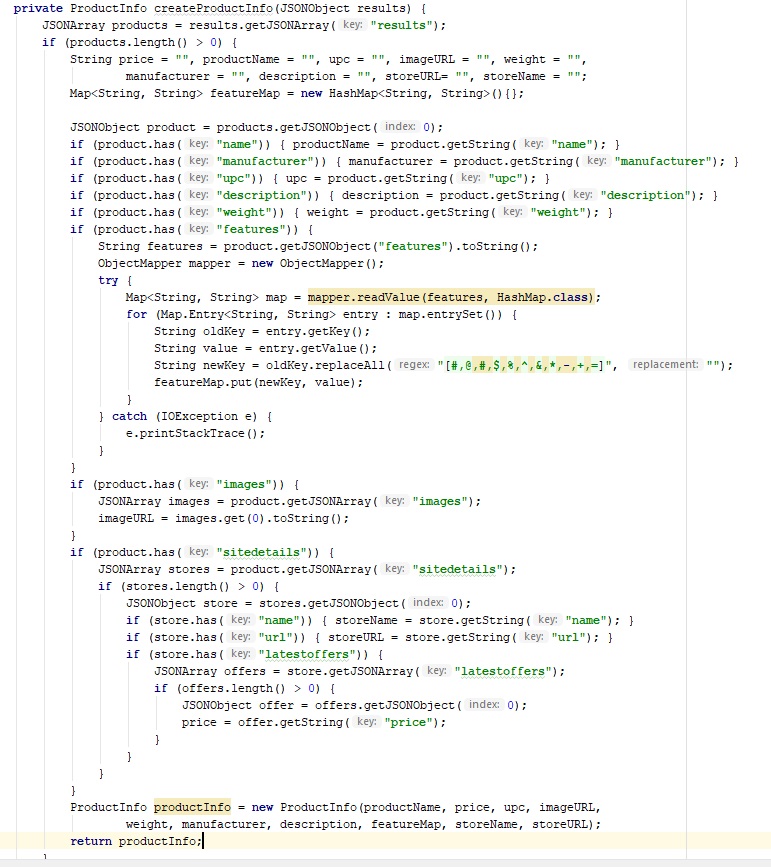 private ProductInfo createProductInfo(JSONObject results) {
JSONArray products = results.getJSONArray( key: "results");
if (products.length() > 0) {
String price = "", productName = "", upc = "", imageURL = "", weight = "",
manufacturer = "", description = "", storeURL= "", storeName = "";
Map<String, String> featureMap = new HashMap<String, String>(){};
JSONObject product = products.getJSONObject( index: 0);
if (product.has( key: "name")) { productName = product.getString( key: "name"); }
if (product.has( key: "manufacturer")) { manufacturer = product.getString( key: "manufacturer"); }
if (product.has( key: "upc")) { upc = product.getString( key: "upc"); }
if (product.has( key: "description")) { description = product.getString( key: "description"); }
if (product.has( key: "weight")) { weight = product.getString( key: "weight"); }
if (product.has( key: "features")) {
String features = product.getJSONObject("features").toString();
ObjectMapper mapper = new ObjectMapper();
try {
Map<String, String> map = mapper.readValue(features, HashMap.class);
for (Map.Entry<String, String> entry : map.entrySet()) {
String oldKey = entry.getKey();
String value = entry.getValue();
String newKey = oldKey.replaceAll( regex: "[#,@,#,$,%,^,&,*,-,+,=]", replacement: "");
featureMap.put(newKey, value);
}
} catch (IOException e) {
e.printStackTrace();
}
}
if (product.has( key: "images")) {
JSONArray images = product.getJSONArray( key: "images");
imageURL = images.get(0).toString();
}
if (product.has( key: "sitedetails")) {
JSONArray stores = product.getJSONArray( key: "sitedetails");
if (stores.length() > 0) {
JSONObject store = stores.getJSONObject( index: 0);
if (store.has( key: "name")) { storeName = store.getString( key: "name"); }
if (store.has( key: "url")) { storeURL = store.getString( key: "url"); }
if (store.has( key: "latestoffers")) {
JSONArray offers = store.getJSONArray( key: "latestoffers");
if (offers.length() > 0) {
JSONObject offer = offers.getJSONObject( index: 0);
price = offer.getString( key: "price");
}
}
}
}
ProductInfo productInfo = new ProductInfo(productName, price, upc, imageURL,
weight, manufacturer, description, featureMap, storeName, storeURL);
return productInfo;
}